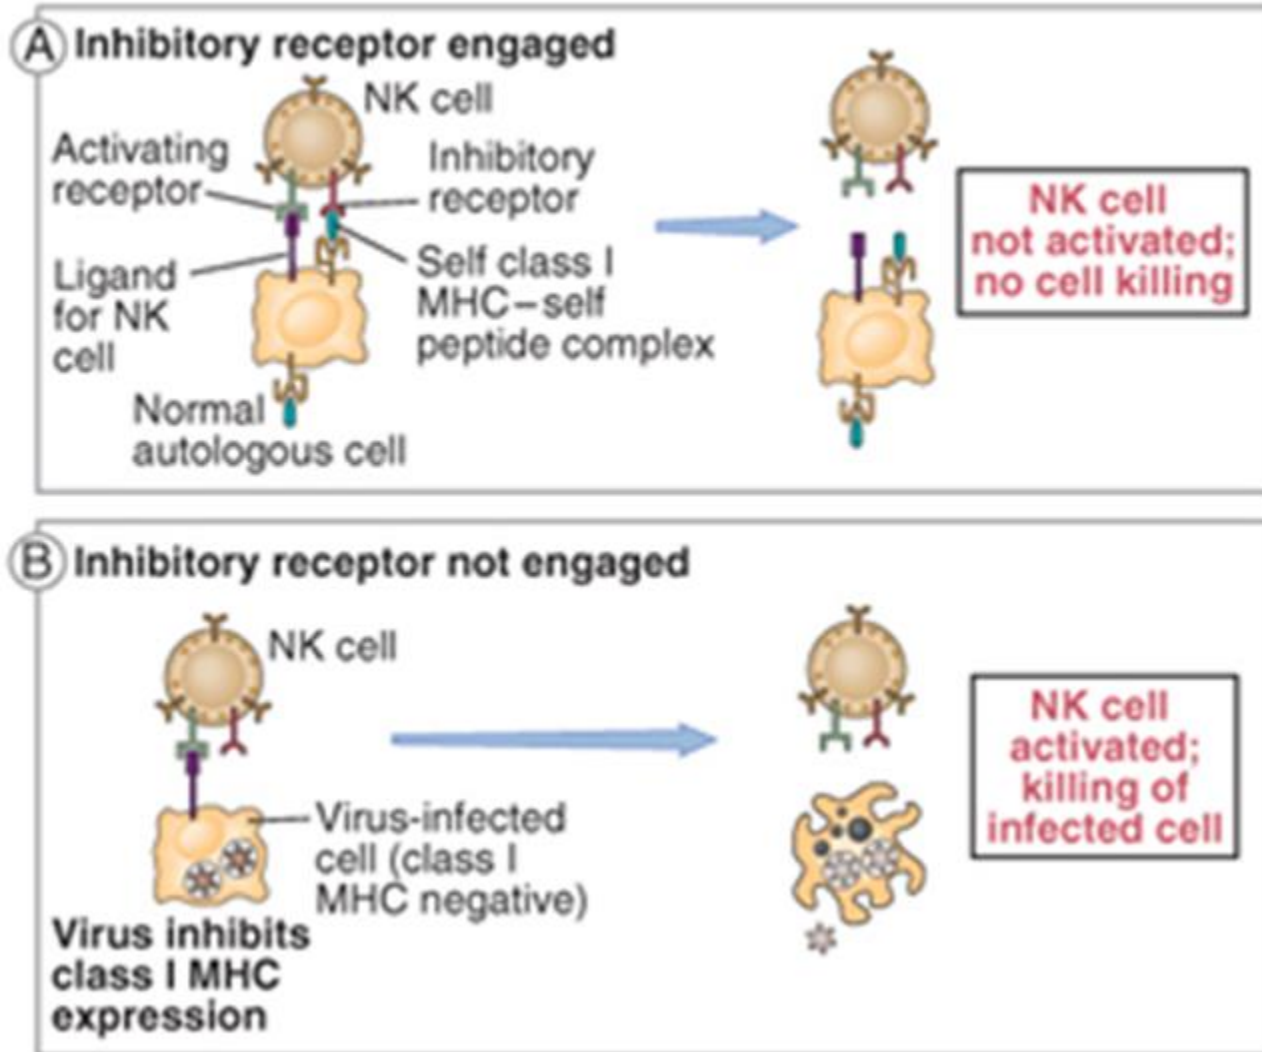 A Inhibitory receptor engaged
NK cell
Activating
receptor
Inhibitory
receptor
Ligand
for NK
cell
Self class I
MHC–self
peptide complex
Normal
autologous cell
NK cell
not activated;
no cell killing
B Inhibitory receptor not engaged
NK cell
Virus-infected
cell (class I
MHC negative)
Virus inhibits
class I MHC
expression
NK cell
activated;
killing of
infected cell